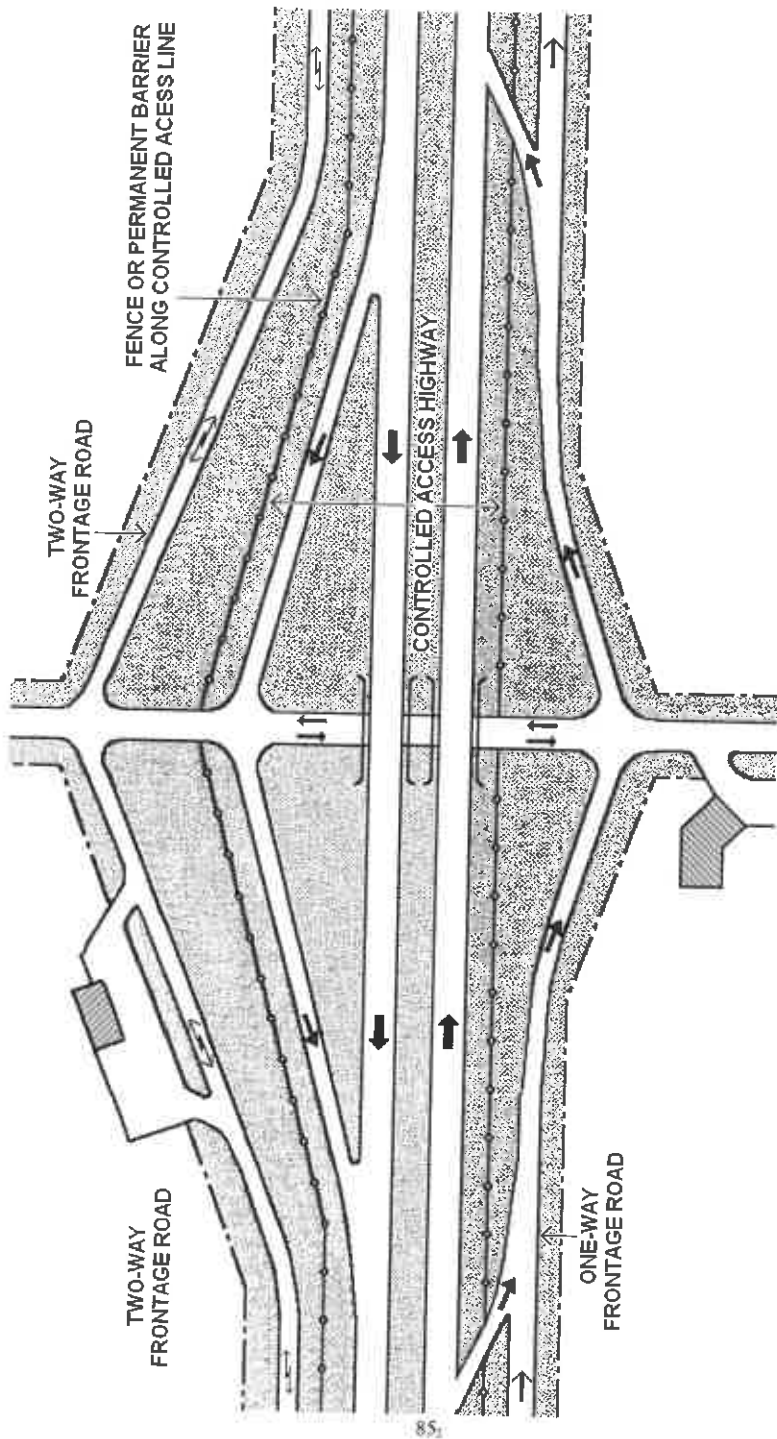 FENCE OR PERMANENT BARRIER
ALONG CONTROLLED ACESS LINE
TWO-WAY
FRONTAGE ROAD
CONTROLLED ACCESS HIGHWAY
TWO-WAY
FRONTAGE ROAD
ONE-WAY
FRONTAGE ROAD